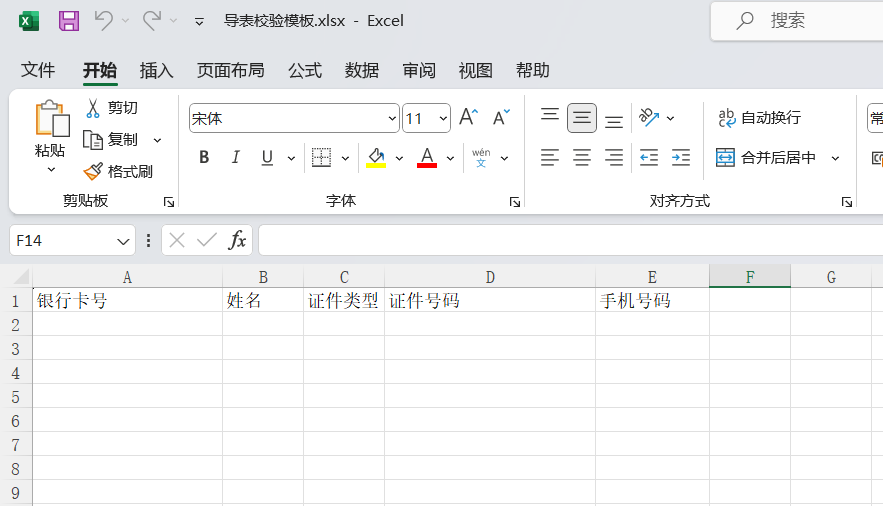 导表校验模板.xlsx - Excel
搜索
文件 开始 插入 页面布局 公式 数据 审阅 视图 帮助
粘贴
剪切
复制
格式刷
剪贴板
宋体
11
A A
B I U
A
wén
文
字体
ab
自动换行
合并后居中
对齐方式
常
F14
fx
A B C D E F G
1 银行卡号 姓名 证件类型 证件号码 手机号码
2
3
4
5
6
7
8
9